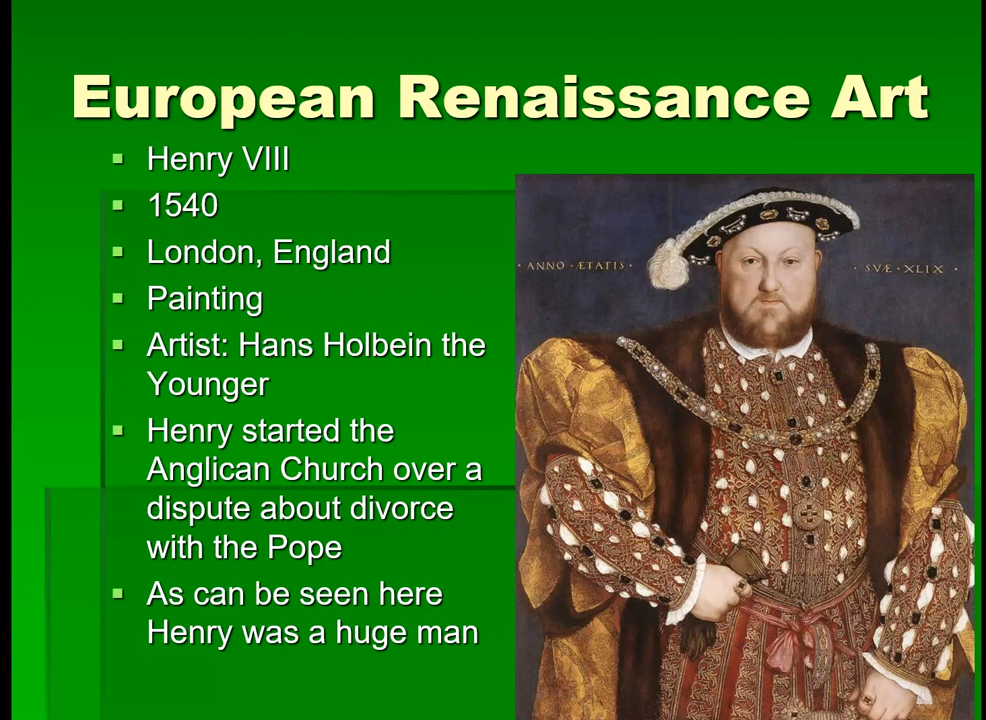 European Renaissance Art
▪ Henry VIII
▪ 1540
▪ London, England
▪ Painting
▪ Artist: Hans Holbein the
Younger
▪ Henry started the
Anglican Church over a
dispute about divorce
with the Pope
▪ As can be seen here
Henry was a huge man
· ANNO · ÆTATIS · · SVÆ · XLIX ·